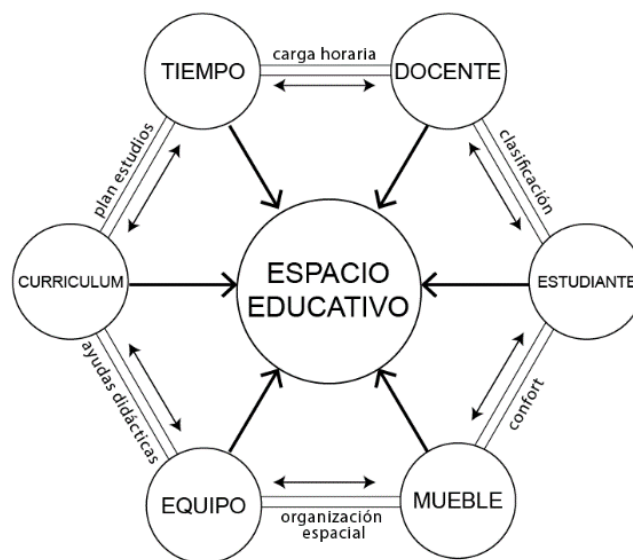 carga horaria
TIEMPO
DOCENTE
plan estudios
clasificación
ESPACIO
EDUCATIVO
CURRICULUM
ESTUDIANTE
ayudas didácticas
confort
EQUIPO
MUEBLE
organización
espacial